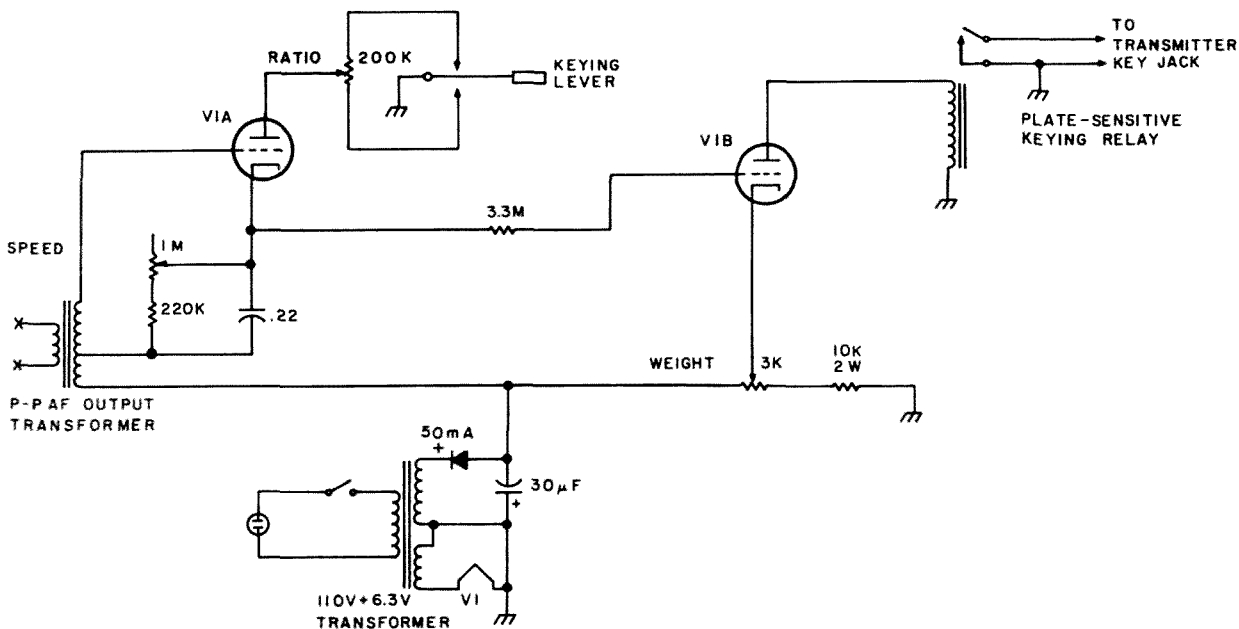 TO
TRANSMITTER
KEY JACK
RATIO
200K
KEYING
LEVER
V1A
PLATE-SENSITIVE
KEYING RELAY
V1B
3.3M
SPEED
1M
220K
.22
WEIGHT
3K
10K
2W
P-P AF OUTPUT
TRANSFORMER
50mA
+
30µF
+
110V+6.3V
TRANSFORMER
V1